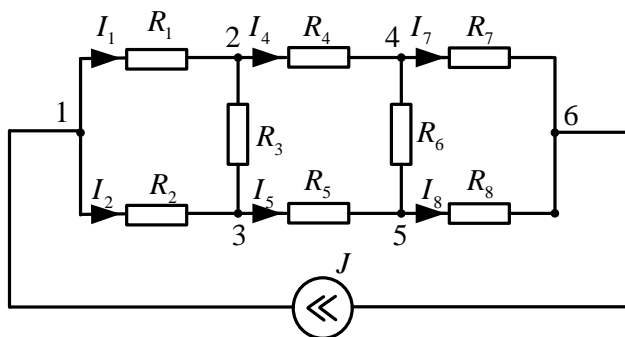 I₁ R₁ 2 I₄ R₄ 4 I₇ R₇
1 R₃ R₆ 6
I₂ R₂ I₅ R₅ I₈ R₈
3 5
J